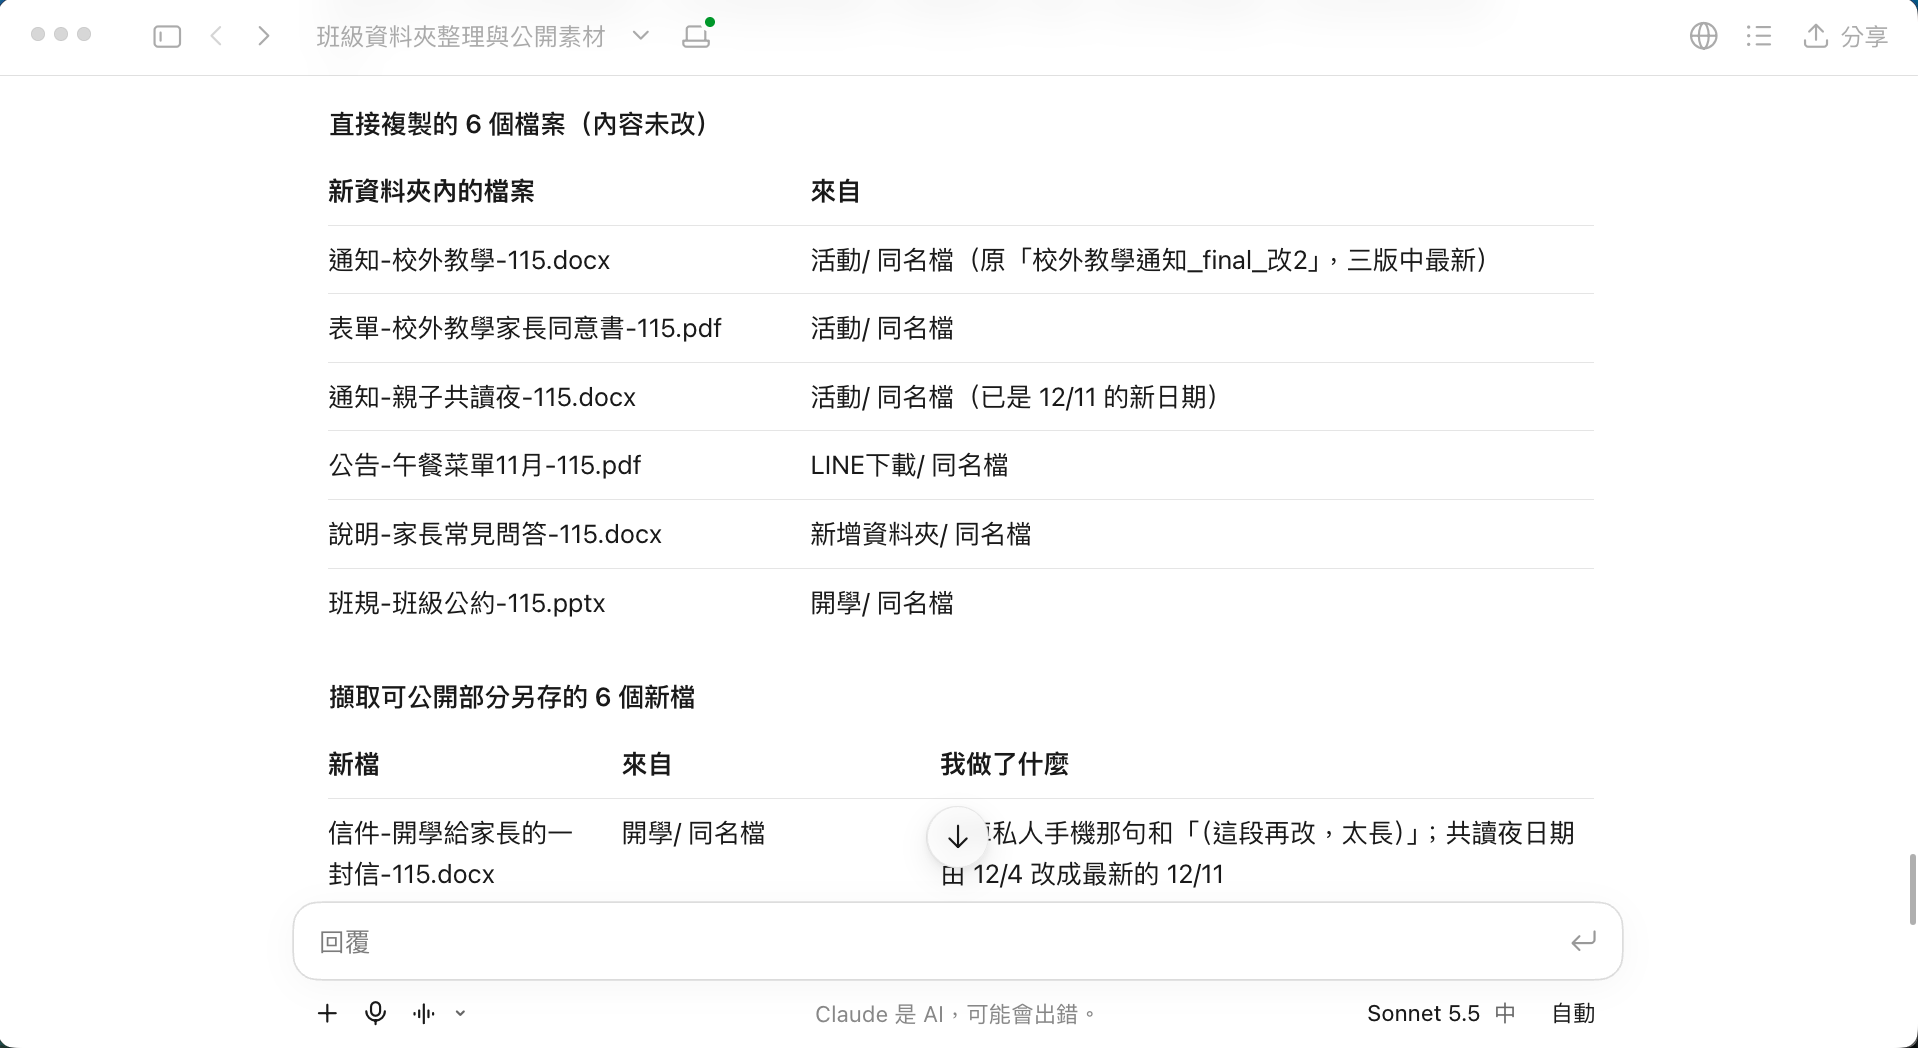 班級資料夾整理與公開素材
分享
直接複製的 6 個檔案（內容未改）
新資料夾內的檔案 來自
通知-校外教學-115.docx 活動/ 同名檔（原「校外教學通知_final_改2」，三版中最新）
表單-校外教學家長同意書-115.pdf 活動/ 同名檔
通知-親子共讀夜-115.docx 活動/ 同名檔（已是 12/11 的新日期）
公告-午餐菜單11月-115.pdf LINE下載/ 同名檔
說明-家長常見問答-115.docx 新增資料夾/ 同名檔
班規-班級公約-115.pptx 開學/ 同名檔
擷取可公開部分另存的 6 個新檔
新檔 來自 我做了什麼
信件-開學給家長的一 開學/ 同名檔 私人手機那句和「（這段再改，太長）」；共讀夜日期
封信-115.docx 由 12/4 改成最新的 12/11
回覆
Claude 是 AI，可能會出錯。
Sonnet 5.5 中 自動